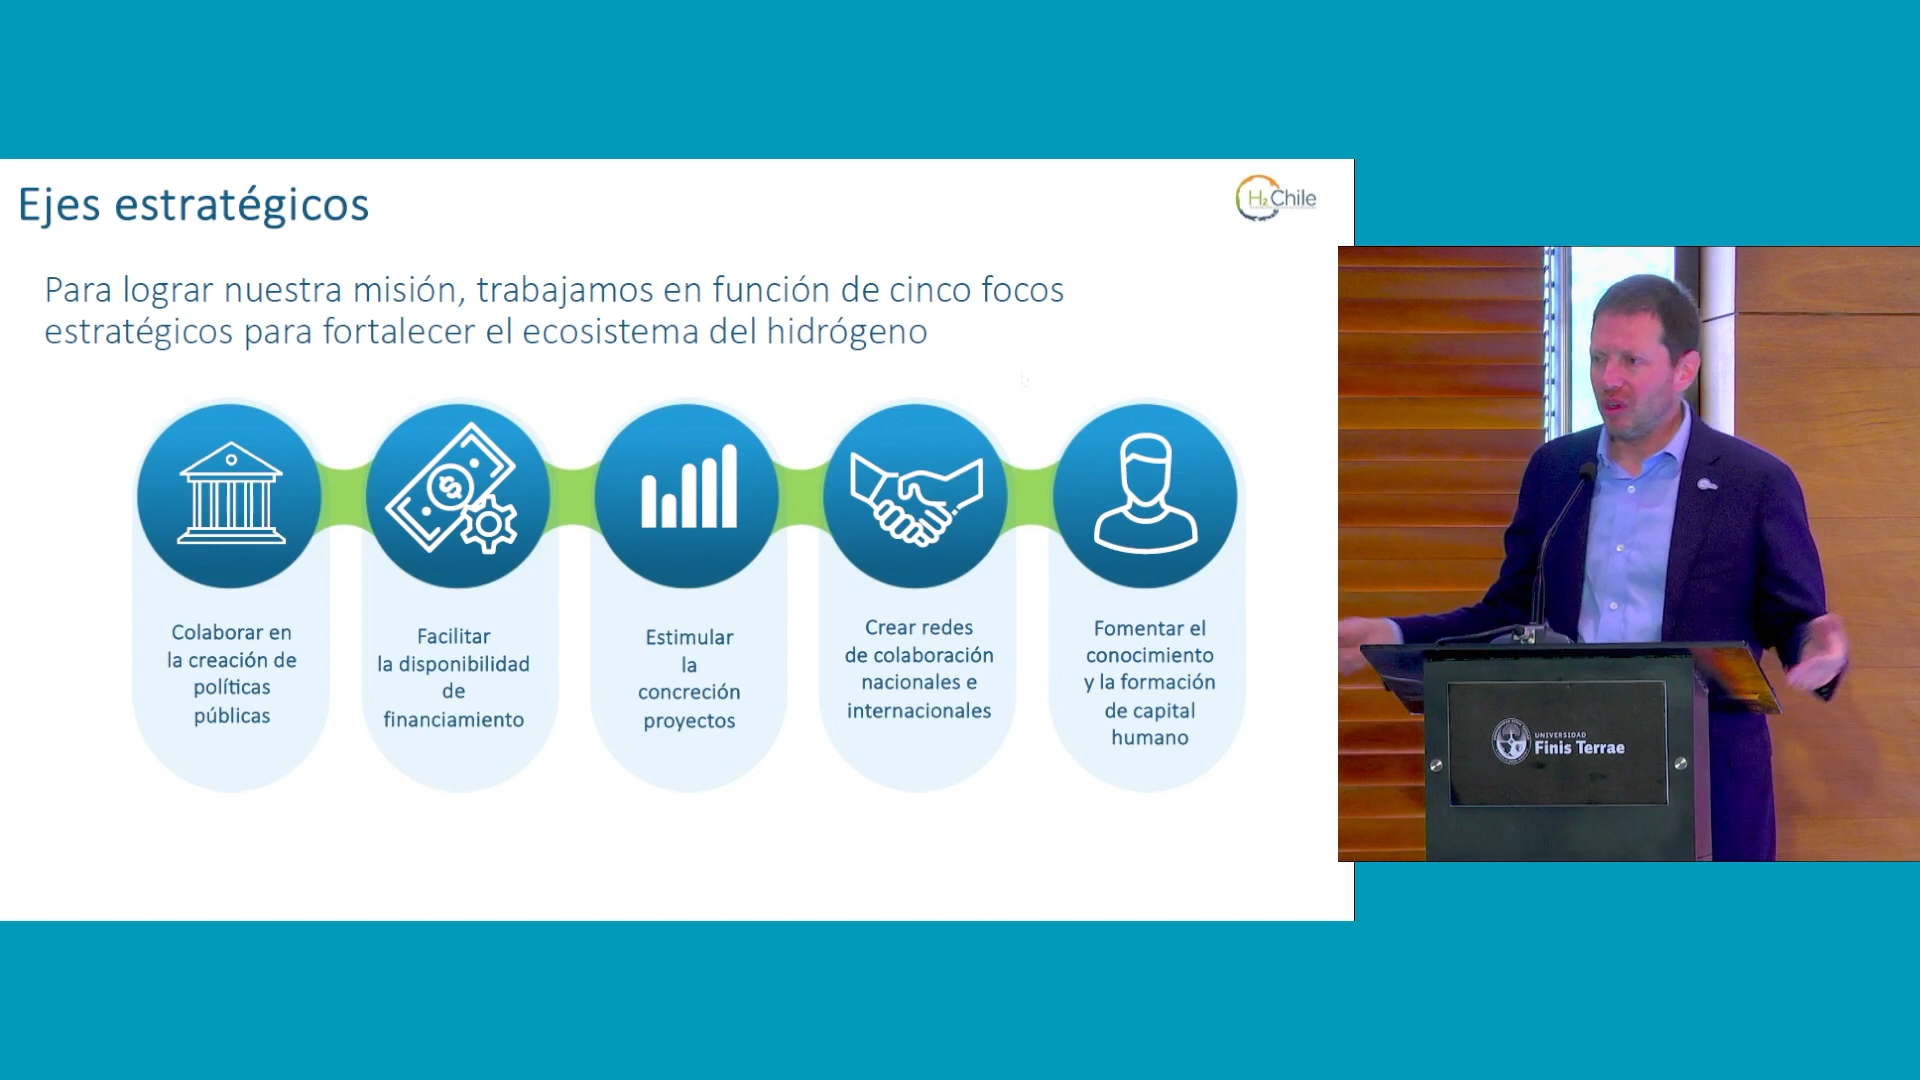 Ejes estratégicos
H2 Chile
Para lograr nuestra misión, trabajamos en función de cinco focos
estratégicos para fortalecer el ecosistema del hidrógeno
Colaborar en
la creación de
políticas
públicas
Facilitar
la disponibilidad
de
financiamiento
Estimular
la
concreción
proyectos
Crear redes
de colaboración
nacionales e
internacionales
Fomentar el
conocimiento
y la formación
de capital
humano
UNIVERSIDAD
Finis Terrae